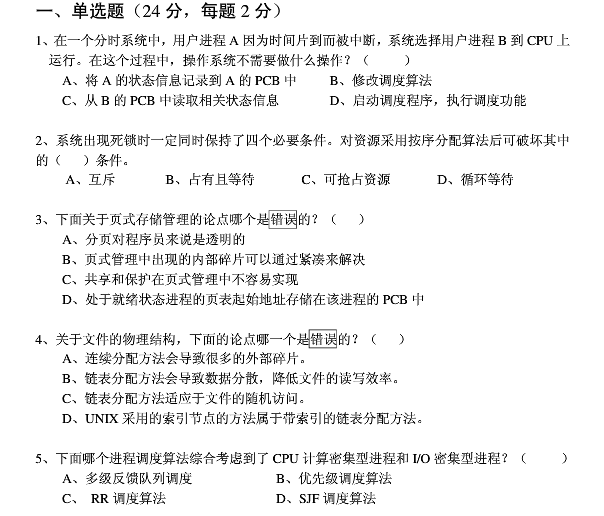 一、单选题（24 分，每题 2 分）
1、在一个分时系统中，用户进程 A 因为时间片到而被中断，系统选择用户进程 B 到 CPU 上
运行。在这个过程中，操作系统不需要做什么操作？（ ）
A、将 A 的状态信息记录到 A 的 PCB 中 B、修改调度算法
C、从 B 的 PCB 中读取相关状态信息 D、启动调度程序，执行调度功能
2、系统出现死锁时一定同时保持了四个必要条件。对资源采用按序分配算法后可破坏其中
的（ ）条件。
A、互斥 B、占有且等待 C、可抢占资源 D、循环等待
3、下面关于页式存储管理的论点哪个是错误的？（ ）
A、分页对程序员来说是透明的
B、页式管理中出现的内部碎片可以通过紧凑来解决
C、共享和保护在页式管理中不容易实现
D、处于就绪状态进程的页表起始地址存储在该进程的 PCB 中
4、关于文件的物理结构，下面的论点哪一个是错误的？（ ）
A、连续分配方法会导致很多的外部碎片。
B、链表分配方法会导致数据分散，降低文件的读写效率。
C、链表分配方法适应于文件的随机访问。
D、UNIX 采用的索引节点的方法属于带索引的链表分配方法。
5、下面哪个进程调度算法综合考虑到了 CPU 计算密集型进程和 I/O 密集型进程？（ ）
A、多级反馈队列调度 B、优先级调度算法
C、 RR 调度算法 D、SJF 调度算法